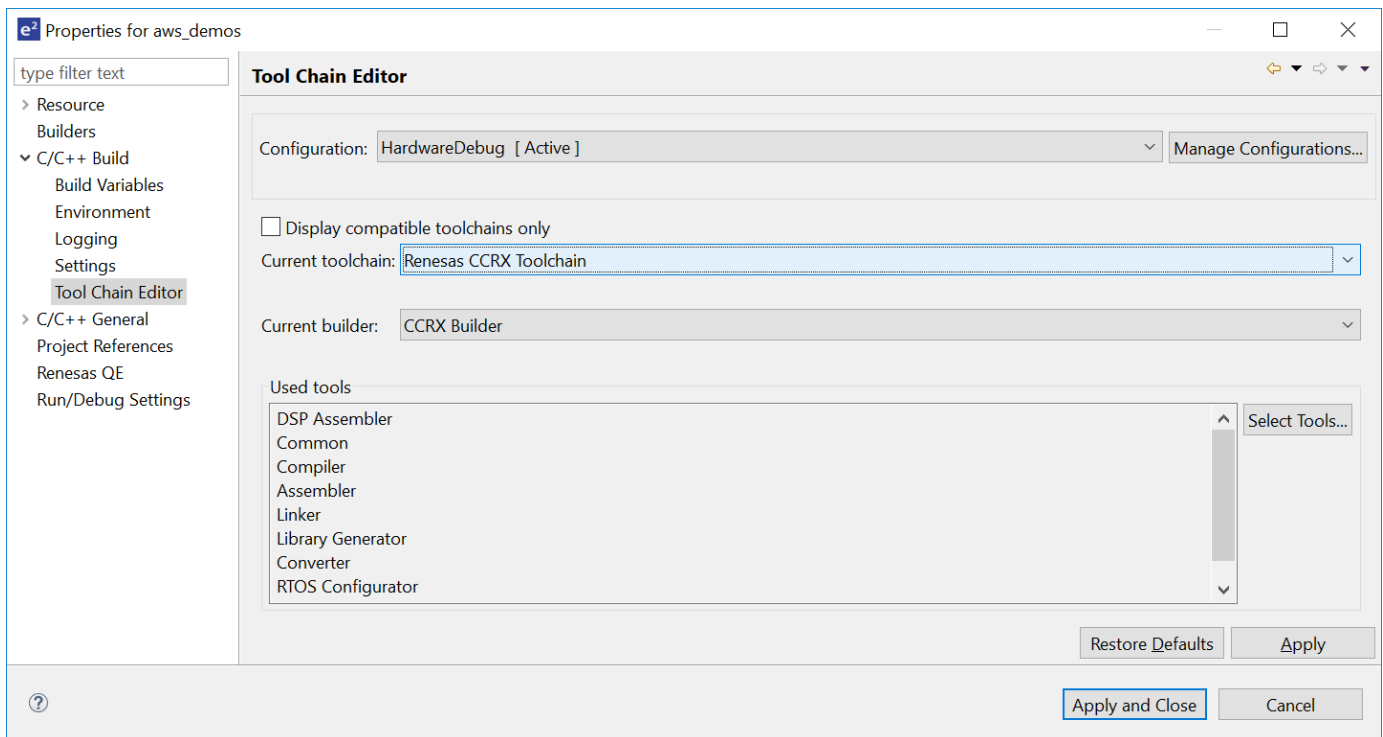 e² Properties for aws_demos
type filter text
Resource
Builders
C/C++ Build
Build Variables
Environment
Logging
Settings
Tool Chain Editor
C/C++ General
Project References
Renesas QE
Run/Debug Settings
Tool Chain Editor
Configuration: HardwareDebug [ Active ] Manage Configurations...
Display compatible toolchains only
Current toolchain: Renesas CCRX Toolchain
Current builder: CCRX Builder
Used tools
DSP Assembler
Common
Compiler
Assembler
Linker
Library Generator
Converter
RTOS Configurator
Select Tools...
Restore Defaults Apply
? Apply and Close Cancel